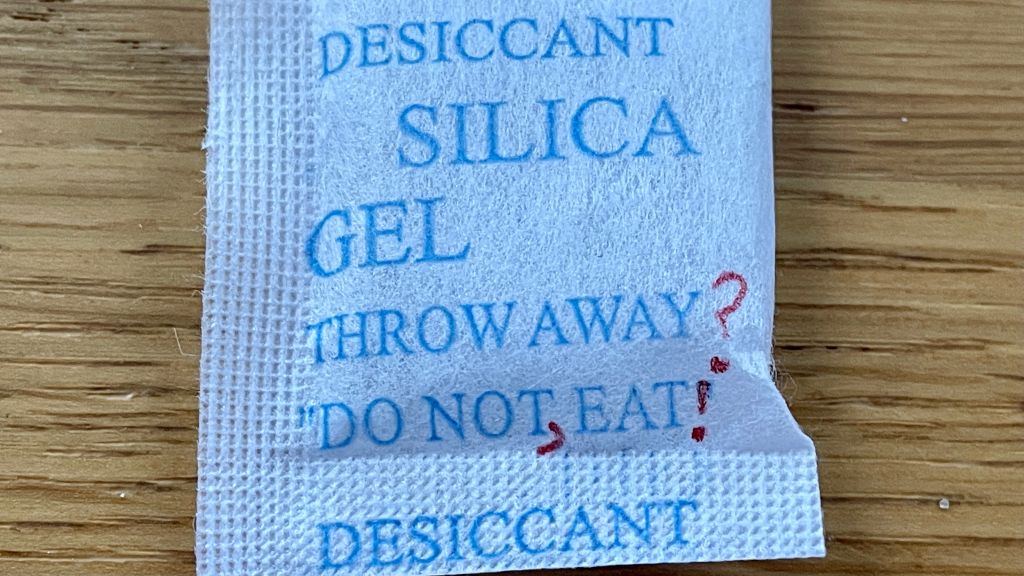 DESICCANT
SILICA
GEL
THROW AWAY?
"DO NOT, EAT"!
DESICCANT